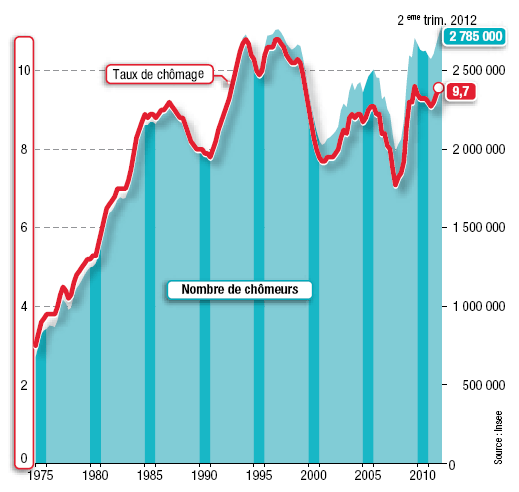 2 eme trim. 2012
2 785 000
10
Taux de chômage
2 500 000
9,7
8
2 000 000
6
1 500 000
Nombre de chômeurs
4
1 000 000
2
500 000
Source : Insee
0
0
1975 1980 1985 1990 1995 2000 2005 2010